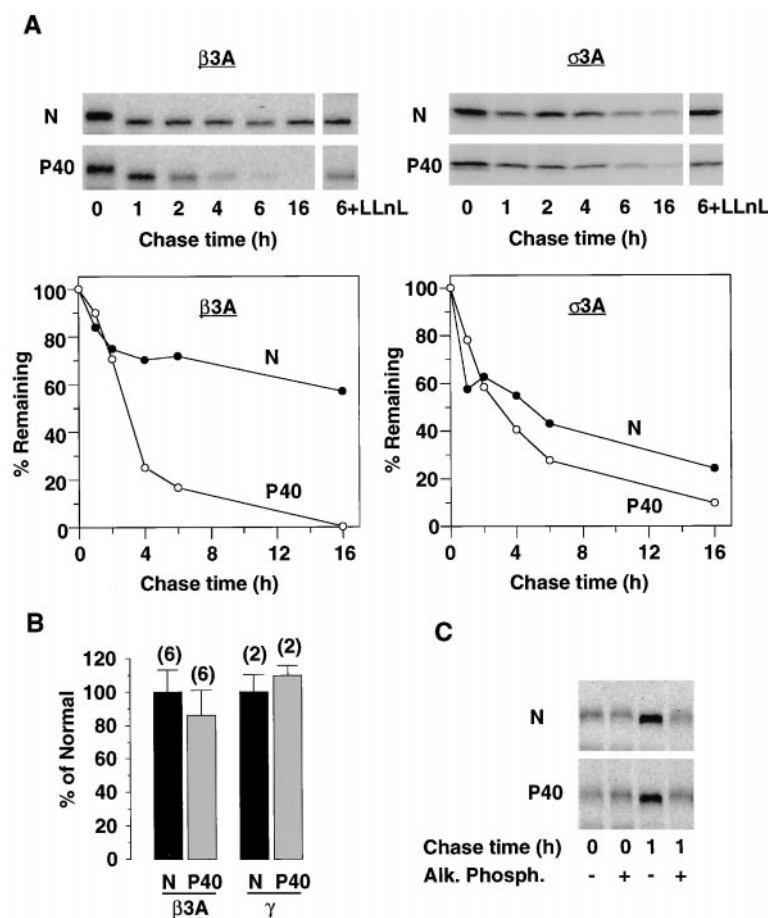 A
β3A
σ3A
N
P40
0 1 2 4 6 16 6+LLnL
Chase time (h)
N
P40
0 1 2 4 6 16 6+LLnL
Chase time (h)
% Remaining
100
80
60
40
20
0
β3A
N
P40
0 4 8 12 16
Chase time (h)
% Remaining
100
80
60
40
20
0
σ3A
N
P40
0 4 8 12 16
Chase time (h)
B
% of Normal
120
100
80
60
40
20
0
(6) (6) (2) (2)
N P40 N P40
β3A γ
C
N
P40
Chase time (h) 0 0 1 1
Alk. Phosph. - + - +